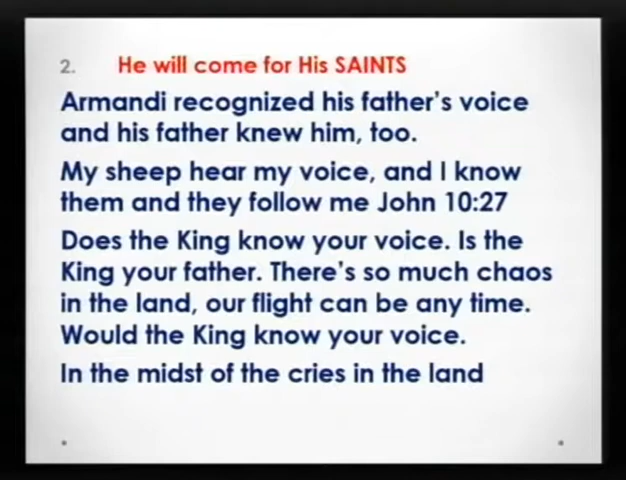 2. He will come for His SAINTS
Armandi recognized his father's voice
and his father knew him, too.
My sheep hear my voice, and I know
them and they follow me John 10:27
Does the King know your voice. Is the
King your father. There's so much chaos
in the land, our flight can be any time.
Would the King know your voice.
In the midst of the cries in the land